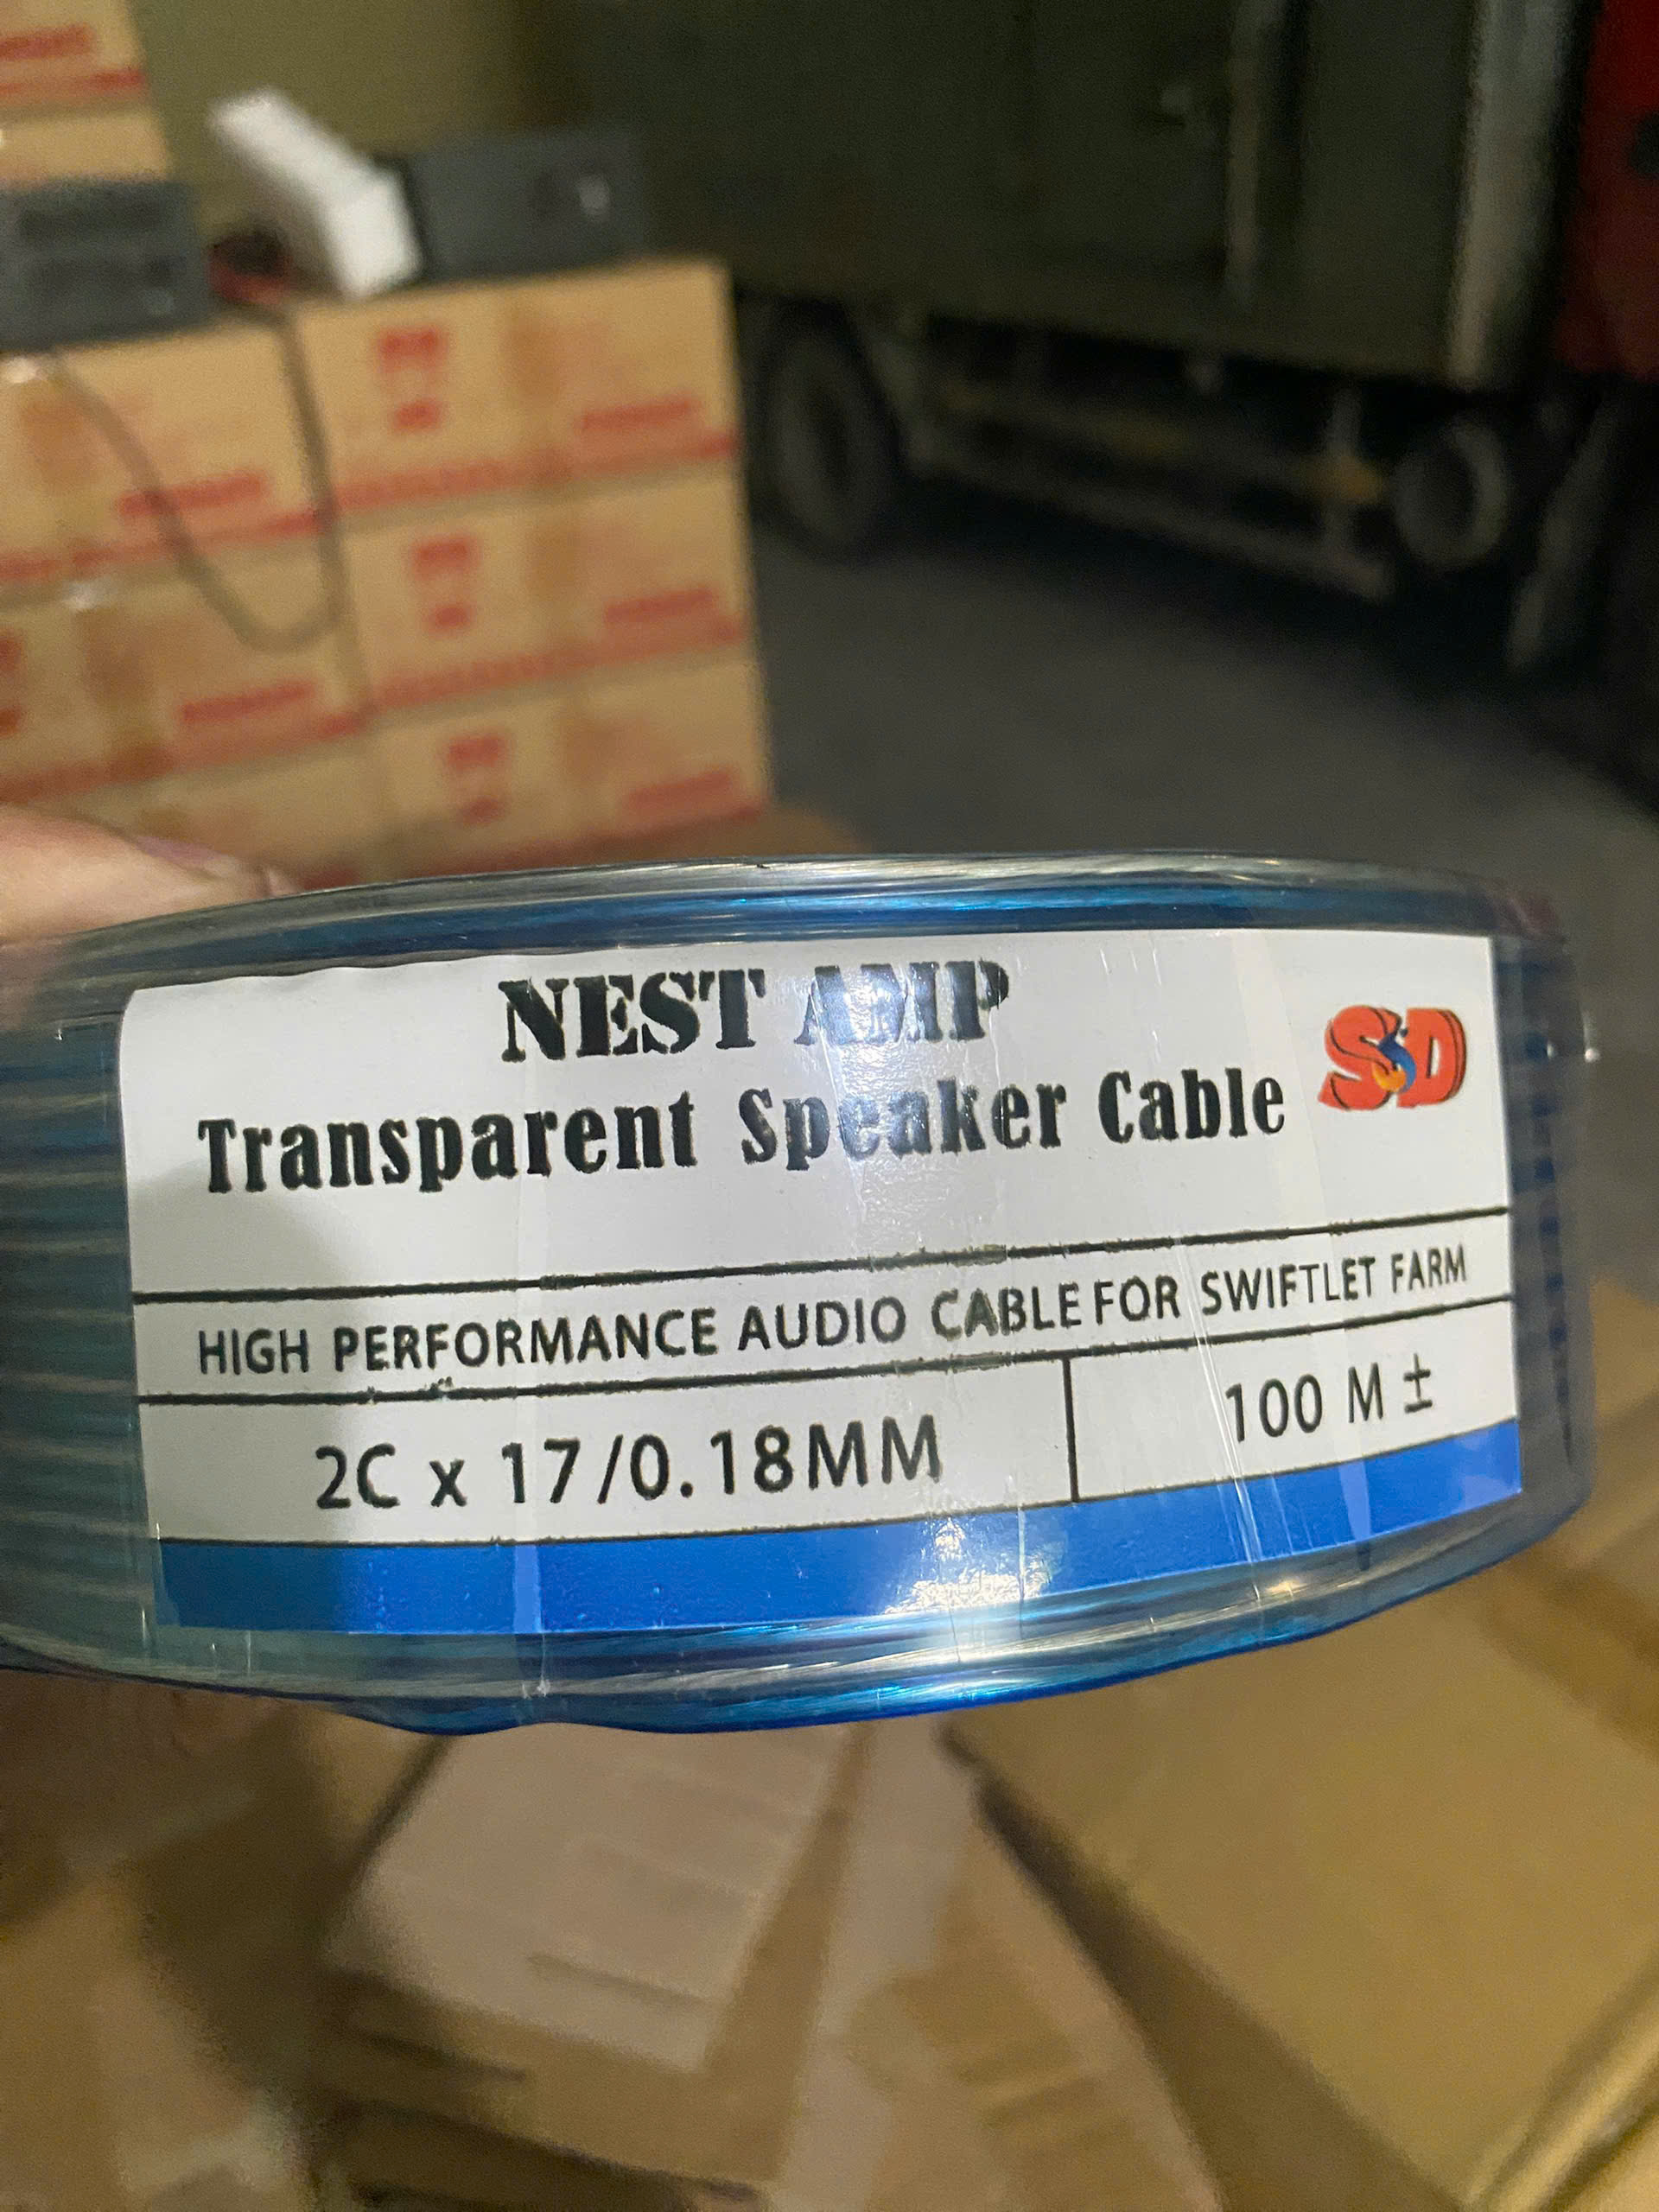 NEST AMP
Transparent Speaker Cable
SD
HIGH PERFORMANCE AUDIO CABLE FOR SWIFTLET FARM
2C x 17/0.18MM
100 M ±